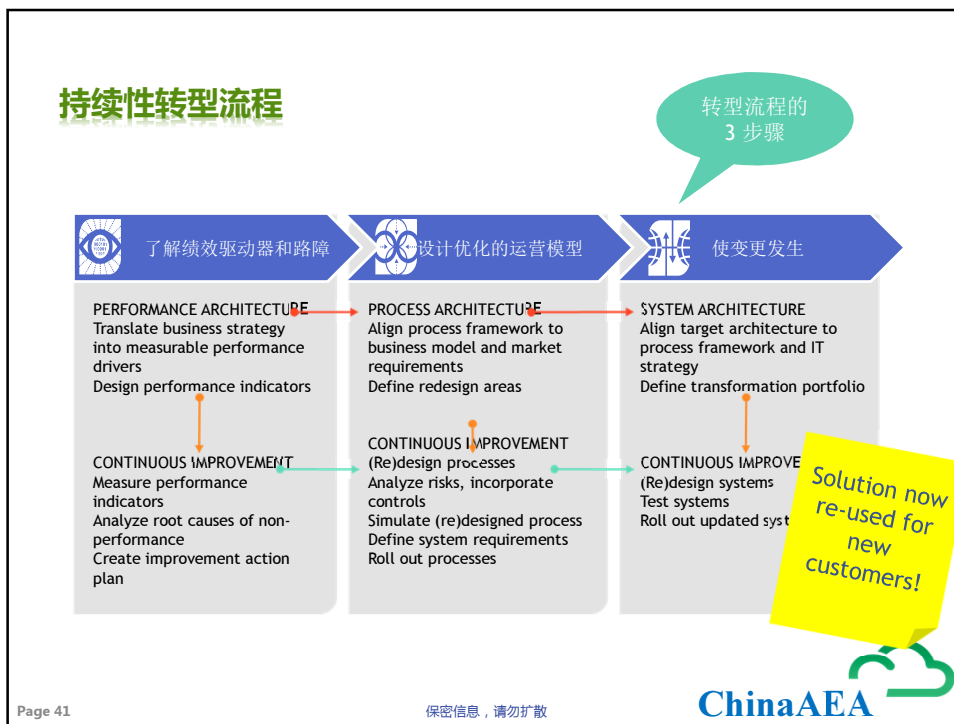 持续性转型流程
转型流程的
3 步骤
了解绩效驱动器和路障
设计优化的运营模型
使变更发生
PERFORMANCE ARCHITECTURE
Translate business strategy
into measurable performance
drivers
Design performance indicators
CONTINUOUS IMPROVEMENT
Measure performance
indicators
Analyze root causes of non-
performance
Create improvement action
plan
PROCESS ARCHITECTURE
Align process framework to
business model and market
requirements
Define redesign areas
CONTINUOUS IMPROVEMENT
(Re)design processes
Analyze risks, incorporate
controls
Simulate (re)designed process
Define system requirements
Roll out processes
SYSTEM ARCHITECTURE
Align target architecture to
process framework and IT
strategy
Define transformation portfolio
CONTINUOUS IMPROVE
(Re)design systems
Test systems
Roll out updated syst
Solution now
re-used for
new
customers!
Page 41
保密信息，请勿扩散
ChinaAEA